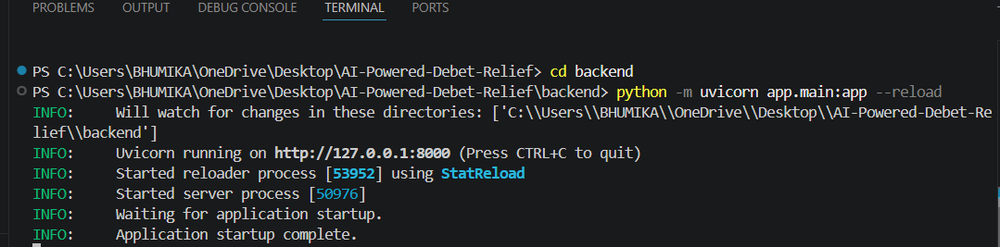 PROBLEMS OUTPUT DEBUG CONSOLE TERMINAL PORTS
PS C:\Users\BHUMIKA\OneDrive\Desktop\AI-Powered-Debet-Relief> cd backend
PS C:\Users\BHUMIKA\OneDrive\Desktop\AI-Powered-Debet-Relief\backend> python -m uvicorn app.main:app --reload
INFO: Will watch for changes in these directories: ['C:\\Users\\BHUMIKA\\OneDrive\\Desktop\\AI-Powered-Debet-Re
lief\\backend']
INFO: Uvicorn running on http://127.0.0.1:8000 (Press CTRL+C to quit)
INFO: Started reloader process [53952] using StatReload
INFO: Started server process [50976]
INFO: Waiting for application startup.
INFO: Application startup complete.